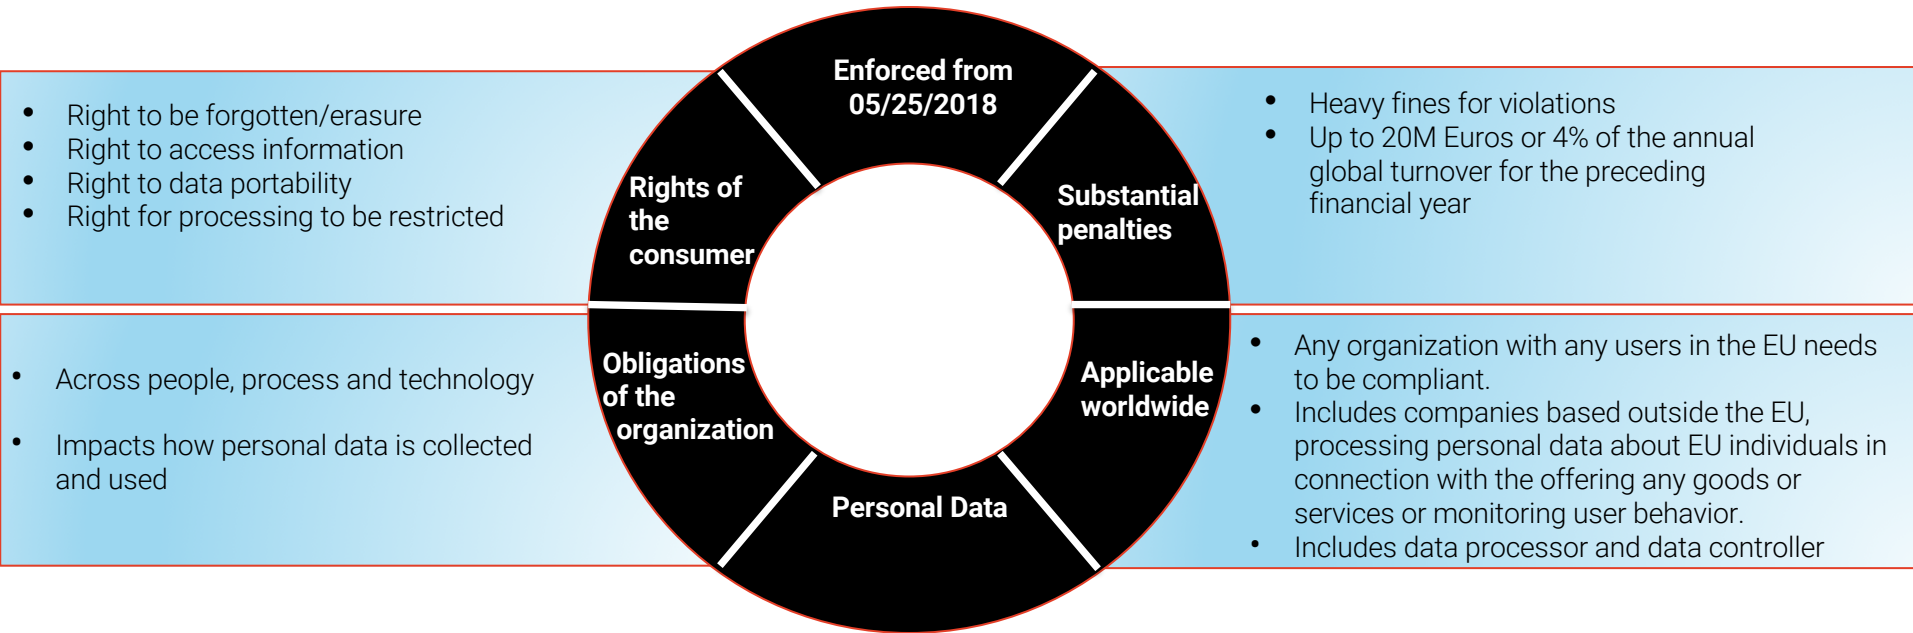 Enforced from
05/25/2018
• Right to be forgotten/erasure
• Right to access information
• Right to data portability
• Right for processing to be restricted
Rights of
the
consumer
Substantial
penalties
• Heavy fines for violations
• Up to 20M Euros or 4% of the annual
global turnover for the preceding
financial year
• Across people, process and technology
• Impacts how personal data is collected
and used
Obligations
of the
organization
Personal Data
Applicable
worldwide
• Any organization with any users in the EU needs
to be compliant.
• Includes companies based outside the EU,
processing personal data about EU individuals in
connection with the offering any goods or
services or monitoring user behavior.
• Includes data processor and data controller